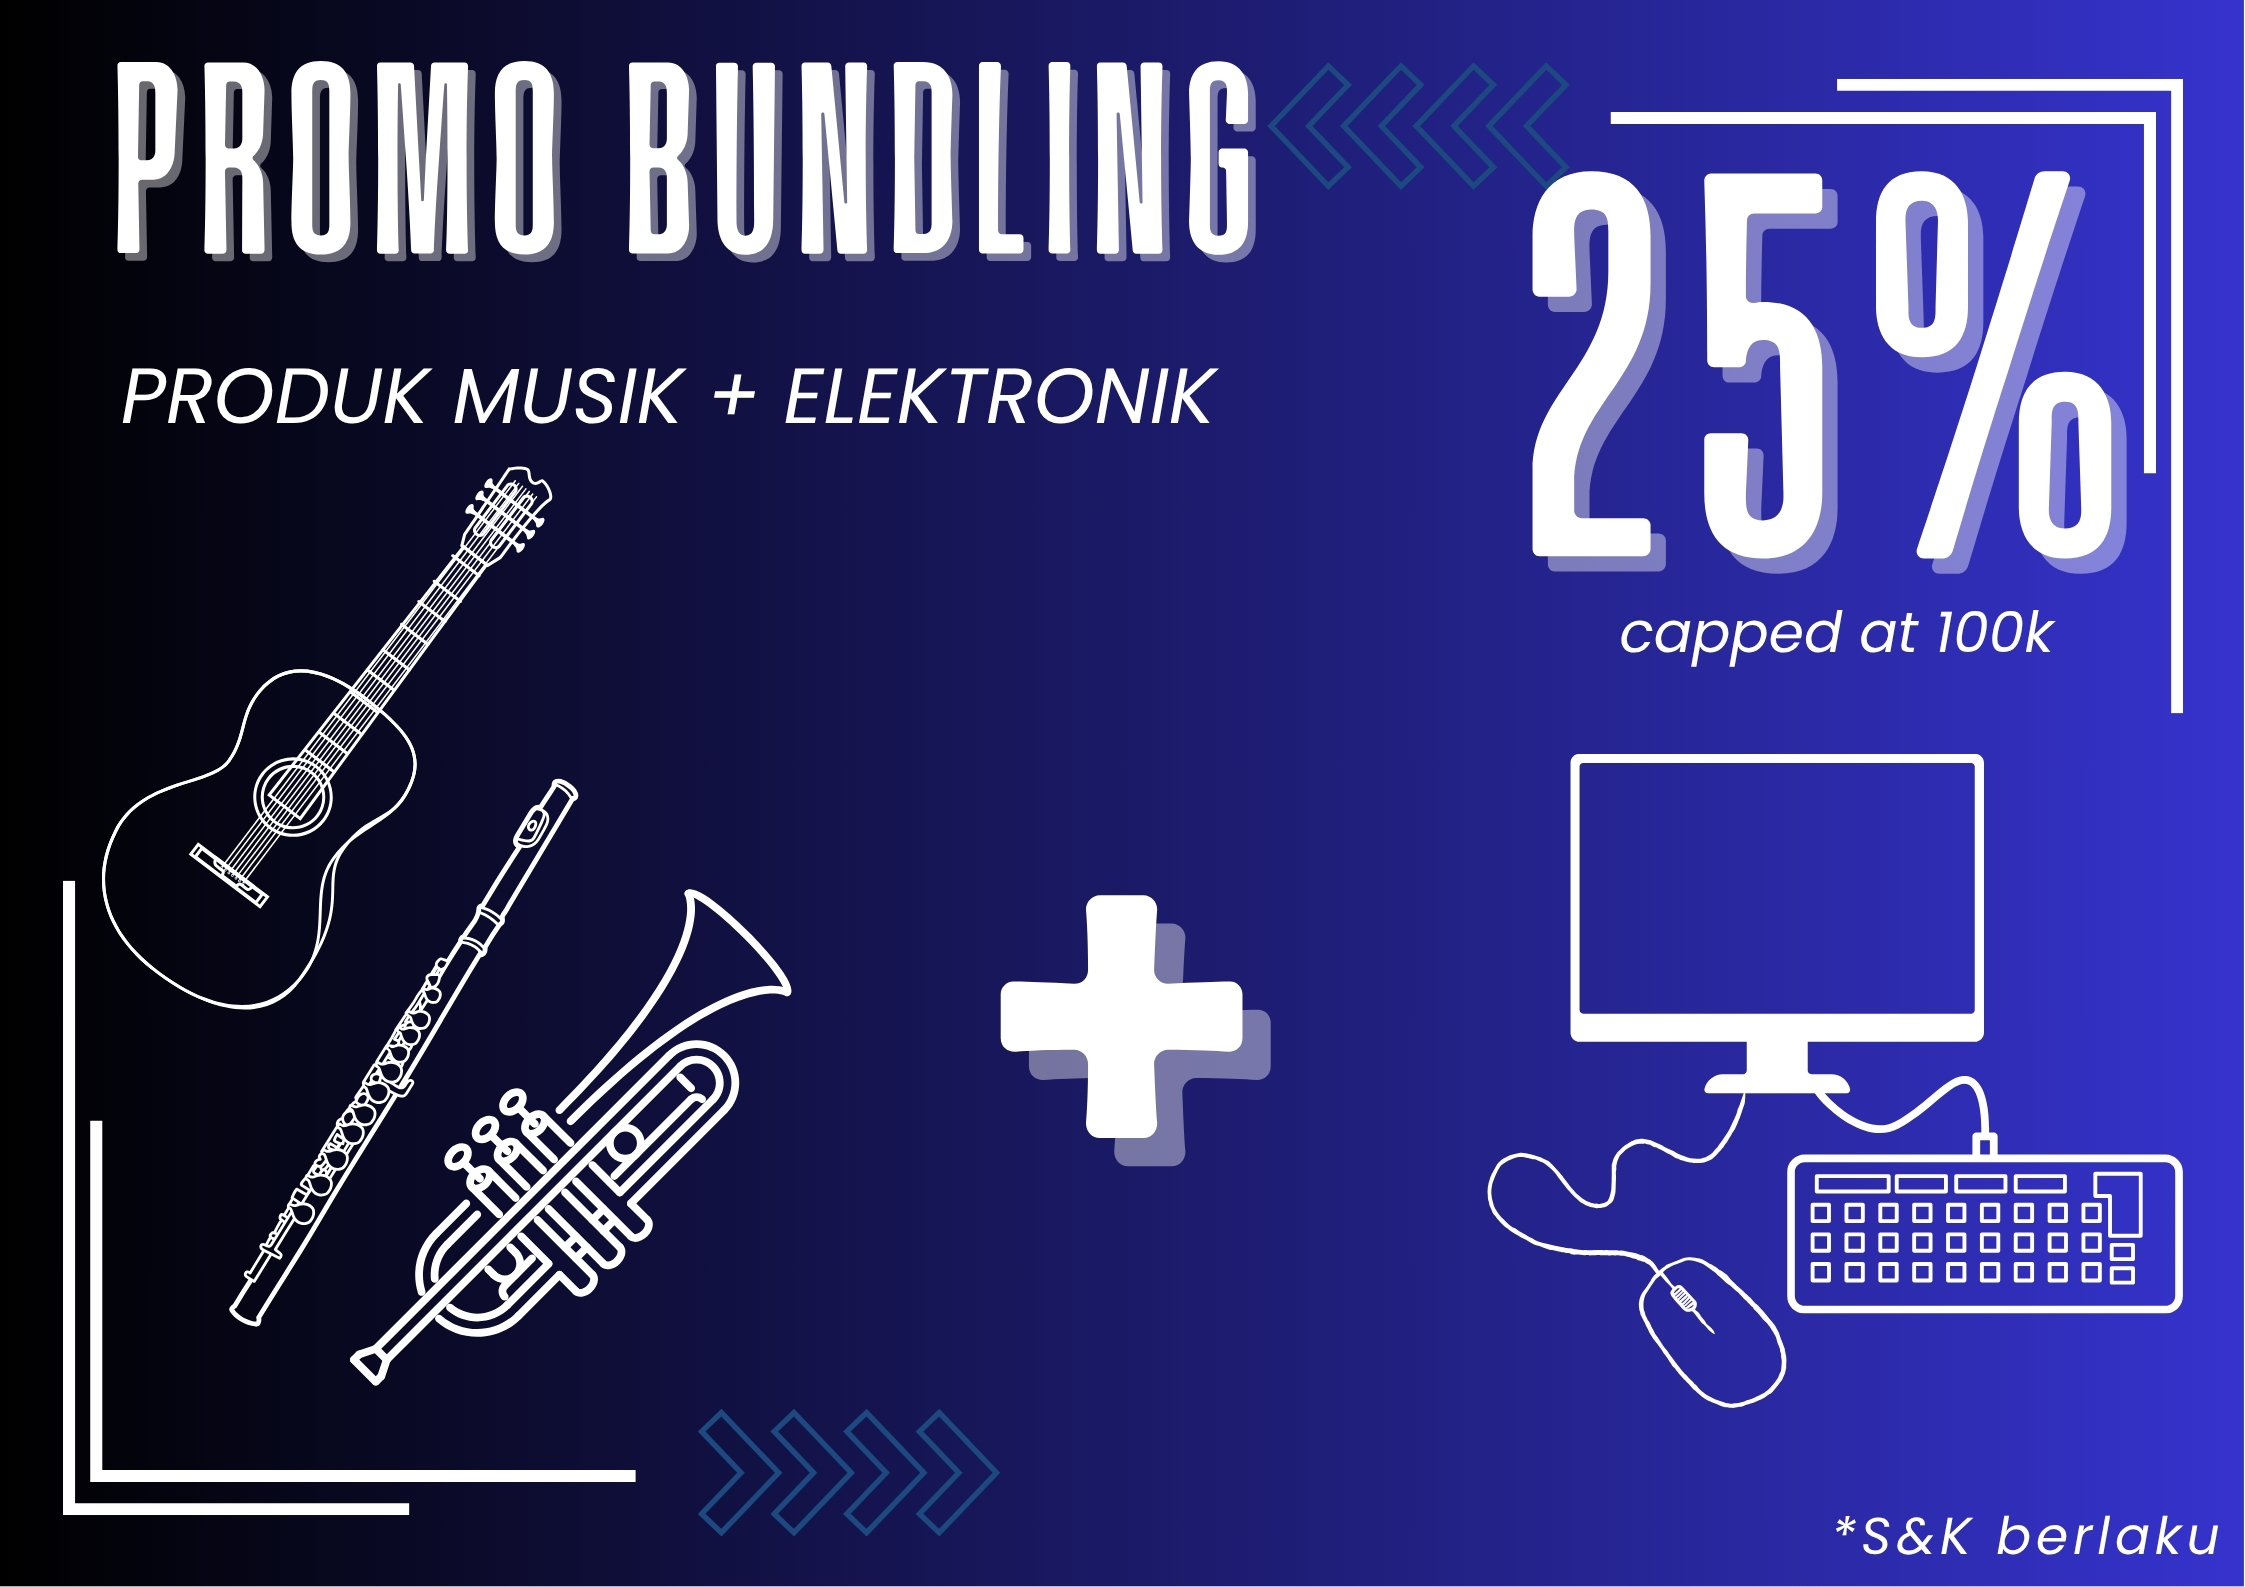 PROMO BUNDLING
PRODUK MUSIK + ELEKTRONIK
25%
capped at 100k
+
*S&K berlaku